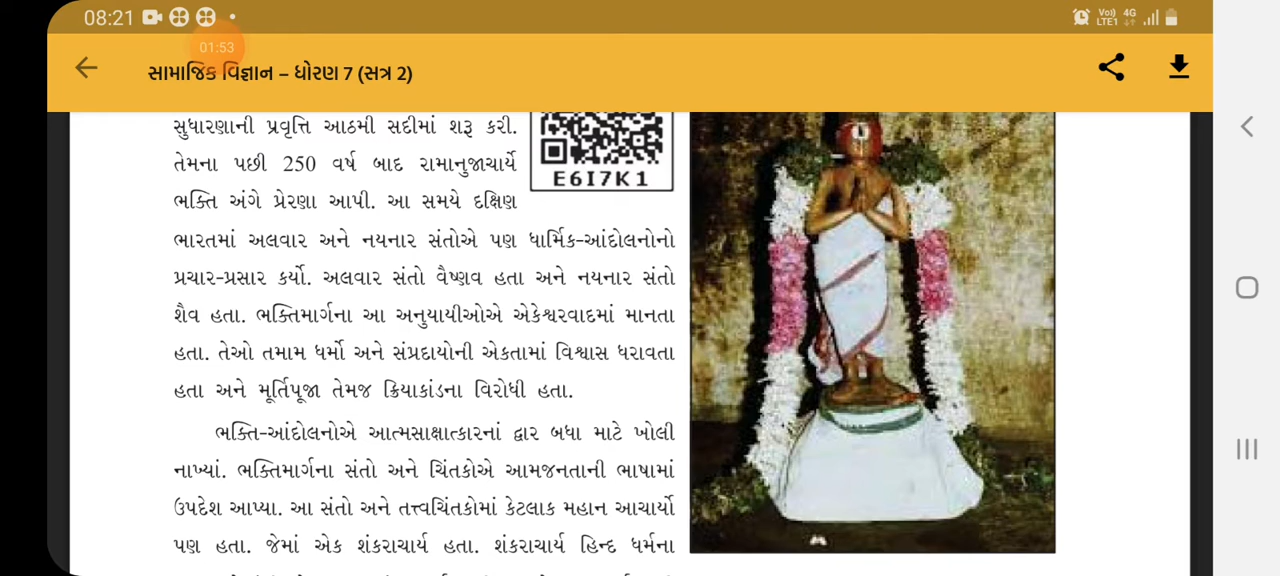 08:21
Vo)) LTE1 4G
01:53
સામાજિક વિજ્ઞાન – ધોરણ 7 (સત્ર 2)
સુધારણાની પ્રવૃત્તિ આઠમી સદીમાં શરૂ કરી.
તેમના પછી 250 વર્ષ બાદ રામાનુજાચાર્યે
E6I7K1
ભક્તિ અંગે પ્રેરણા આપી. આ સમયે દક્ષિણ
ભારતમાં અલવાર અને નયનાર સંતોએ પણ ધાર્મિક-આંદોલનોનો
પ્રચાર-પ્રસાર કર્યો. અલવાર સંતો વૈષ્ણવ હતા અને નયનાર સંતો
શૈવ હતા. ભક્તિમાર્ગના આ અનુયાયીઓએ એકેશ્વરવાદમાં માનતા
હતા. તેઓ તમામ ધર્મો અને સંપ્રદાયોની એકતામાં વિશ્વાસ ધરાવતા
હતા અને મૂર્તિપૂજા તેમજ ક્રિયાકાંડના વિરોધી હતા.
ભક્તિ-આંદોલનોએ આત્મસાક્ષાત્કારનાં દ્વાર બધા માટે ખોલી
નાખ્યાં. ભક્તિમાર્ગના સંતો અને ચિંતકોએ આમજનતાની ભાષામાં
ઉપદેશ આપ્યા. આ સંતો અને તત્ત્વચિંતકોમાં કેટલાક મહાન આચાર્યો
પણ હતા. જેમાં એક શંકરાચાર્ય હતા. શંકરાચાર્ય હિન્દ ધર્મના